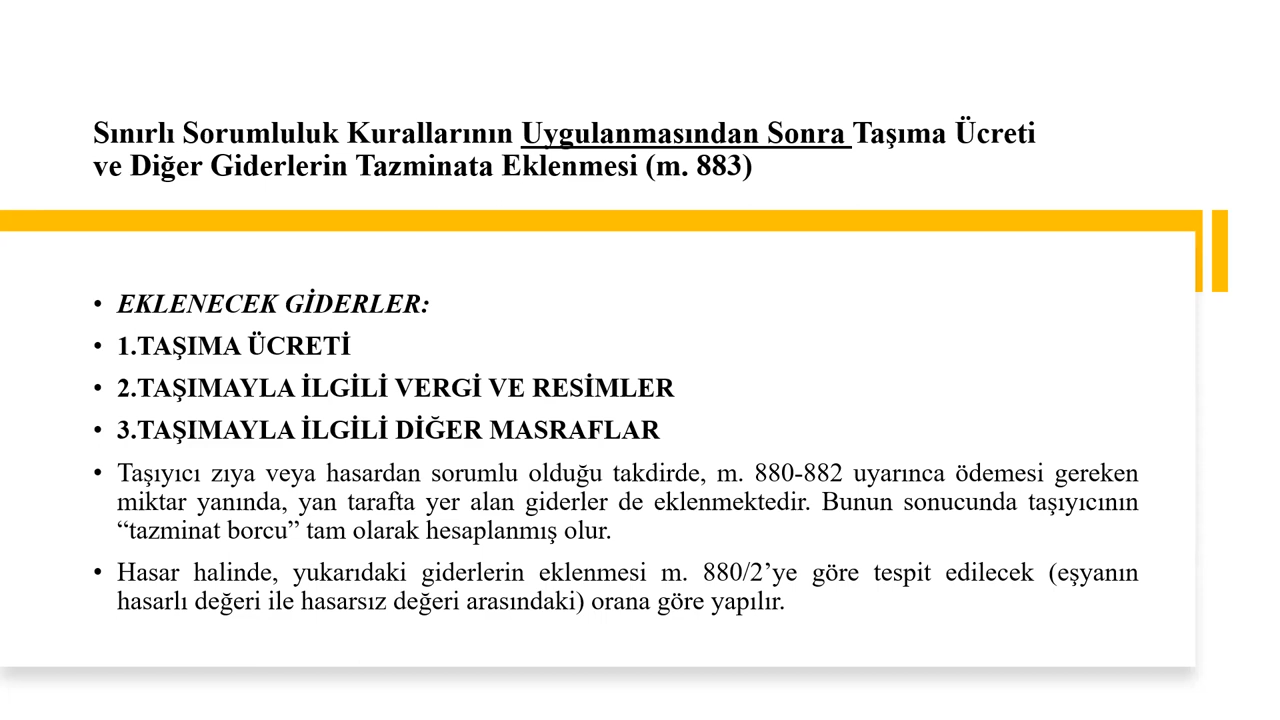 Sınırlı Sorumluluk Kurallarının Uygulanmasından Sonra Taşıma Ücreti
ve Diğer Giderlerin Tazminata Eklenmesi (m. 883)
• EKLENECEK GİDERLER:
• 1.TAŞIMA ÜCRETİ
• 2.TAŞIMAYLA İLGİLİ VERGİ VE RESİMLER
• 3.TAŞIMAYLA İLGİLİ DİĞER MASRAFLAR
• Taşıyıcı zıya veya hasardan sorumlu olduğu takdirde, m. 880-882 uyarınca ödemesi gereken
miktar yanında, yan tarafta yer alan giderler de eklenmektedir. Bunun sonucunda taşıyıcının
“tazminat borcu” tam olarak hesaplanmış olur.
• Hasar halinde, yukarıdaki giderlerin eklenmesi m. 880/2’ye göre tespit edilecek (eşyanın
hasarlı değeri ile hasarsız değeri arasındaki) orana göre yapılır.